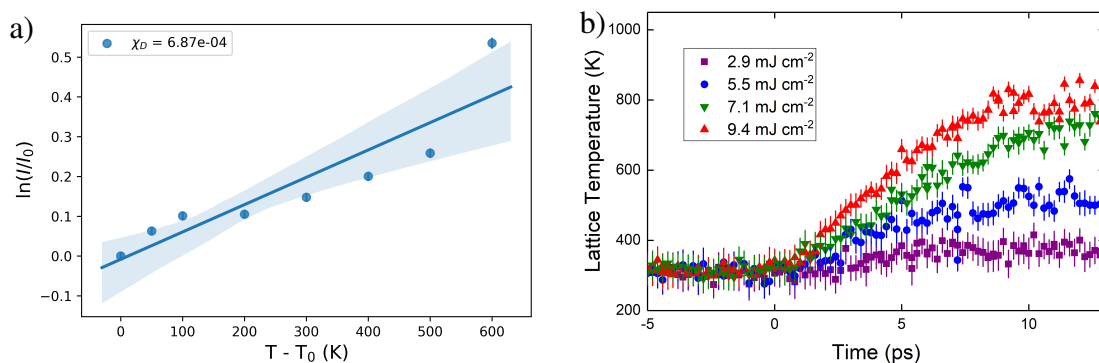 a)
χ_D = 6.87e-04
ln(I/I₀)
0.5
0.4
0.3
0.2
0.1
0.0
−0.1
0 100 200 300 400 500 600
T - T₀ (K)
b)
Lattice Temperature (K)
1000
800
600
400
200
2.9 mJ cm⁻²
5.5 mJ cm⁻²
7.1 mJ cm⁻²
9.4 mJ cm⁻²
-5 0 5 10
Time (ps)